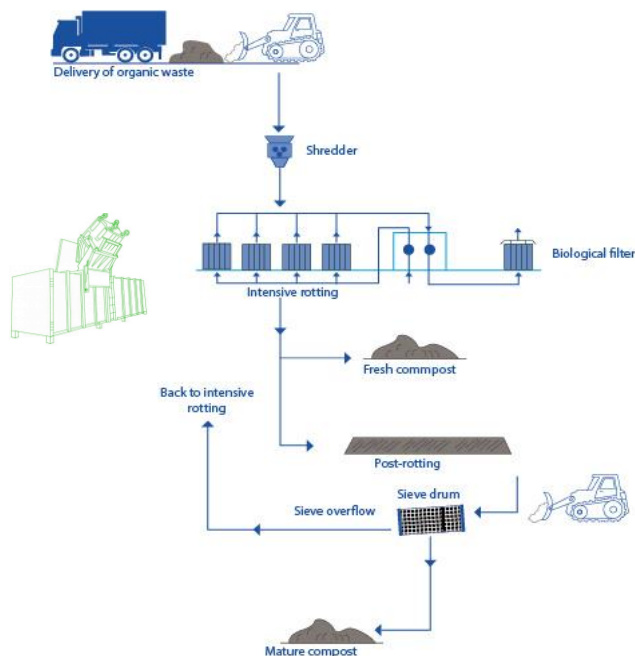 Delivery of organic waste
Shredder
Biological filter
Intensive rotting
Fresh commpost
Back to intensive
rotting
Post-rotting
Sieve drum
Sieve overflow
Mature compost